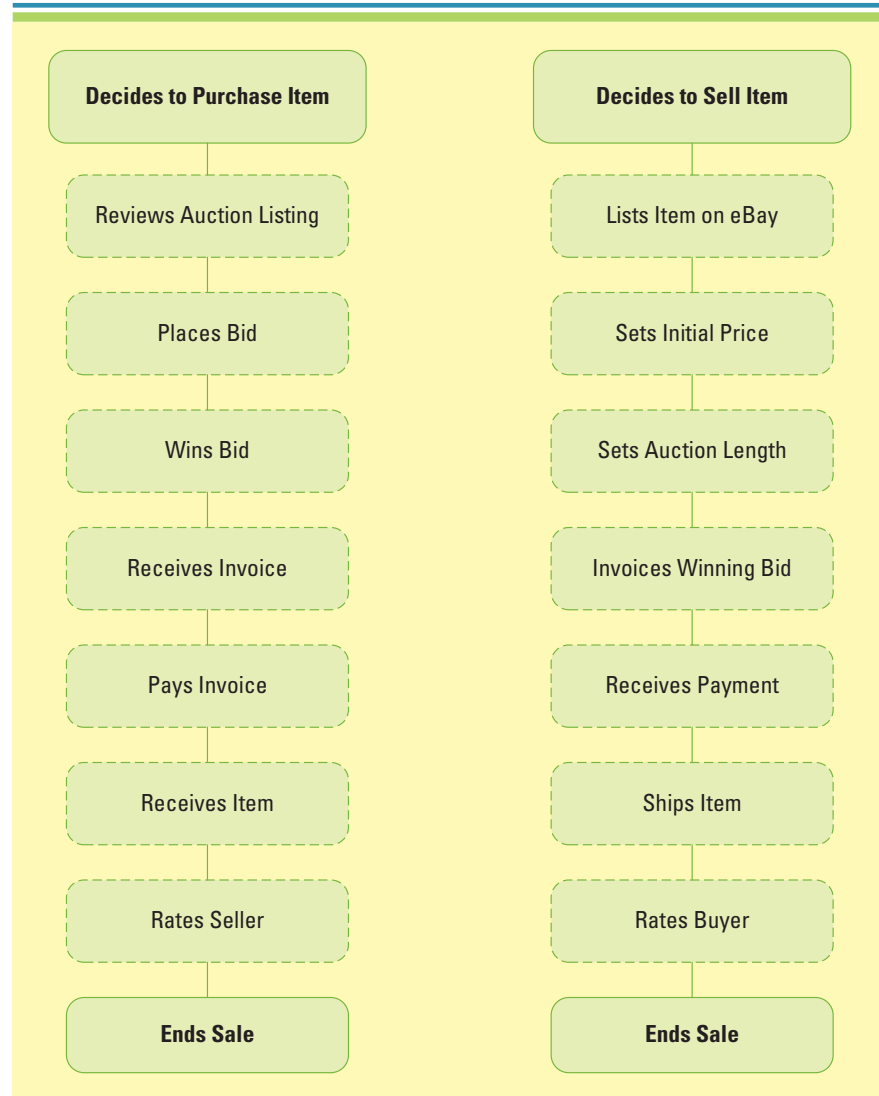 Decides to Purchase Item
Reviews Auction Listing
Places Bid
Wins Bid
Receives Invoice
Pays Invoice
Receives Item
Rates Seller
Ends Sale
Decides to Sell Item
Lists Item on eBay
Sets Initial Price
Sets Auction Length
Invoices Winning Bid
Receives Payment
Ships Item
Rates Buyer
Ends Sale